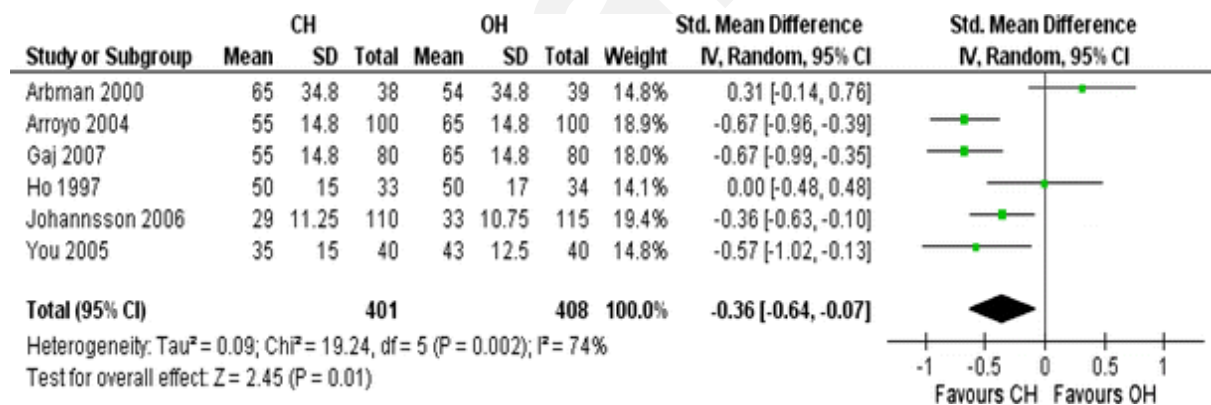 CH OH Std. Mean Difference Std. Mean Difference
Study or Subgroup Mean SD Total Mean SD Total Weight IV, Random, 95% CI IV, Random, 95% CI
Arbman 2000 65 34.8 38 54 34.8 39 14.8% 0.31 [-0.14, 0.76]
Arroyo 2004 55 14.8 100 65 14.8 100 18.9% -0.67 [-0.96, -0.39]
Gaj 2007 55 14.8 80 65 14.8 80 18.0% -0.67 [-0.99, -0.35]
Ho 1997 50 15 33 50 17 34 14.1% 0.00 [-0.48, 0.48]
Johannsson 2006 29 11.25 110 33 10.75 115 19.4% -0.36 [-0.63, -0.10]
You 2005 35 15 40 43 12.5 40 14.8% -0.57 [-1.02, -0.13]
Total (95% CI) 401 408 100.0% -0.36 [-0.64, -0.07]
Heterogeneity: Tau² = 0.09; Chi² = 19.24, df = 5 (P = 0.002); I² = 74%
Test for overall effect: Z = 2.45 (P = 0.01)
-1 -0.5 0 0.5 1
Favours CH Favours OH